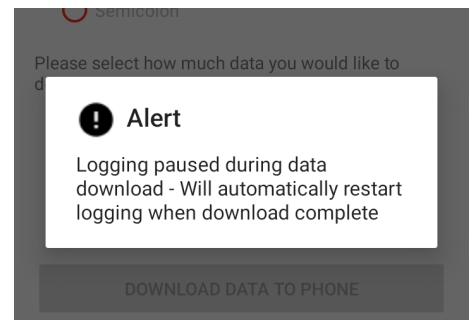 Semicolon
Please select how much data you would like to
d
Alert
Logging paused during data
download - Will automatically restart
logging when download complete
DOWNLOAD DATA TO PHONE